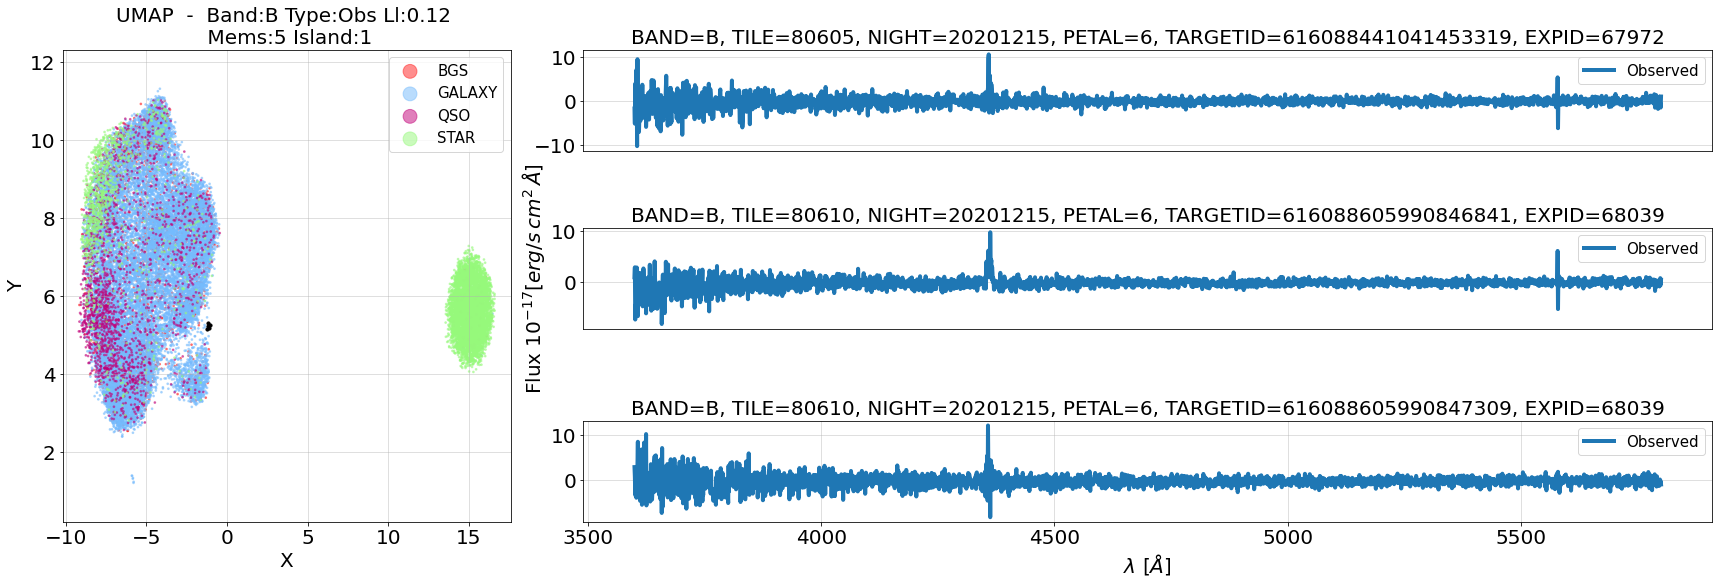 UMAP - Band:B Type:Obs Ll:0.12
Mems:5 Island:1
12
10
8
6
4
2
Y
−10
−5
0
5
10
15
X
BGS
GALAXY
QSO
STAR
Flux 10⁻¹⁷[erg/s cm² Å]
BAND=B, TILE=80605, NIGHT=20201215, PETAL=6, TARGETID=616088441041453319, EXPID=67972
10
0
−10
Observed
BAND=B, TILE=80610, NIGHT=20201215, PETAL=6, TARGETID=616088605990846841, EXPID=68039
10
0
Observed
BAND=B, TILE=80610, NIGHT=20201215, PETAL=6, TARGETID=616088605990847309, EXPID=68039
10
0
Observed
3500
4000
4500
5000
5500
λ [Å]